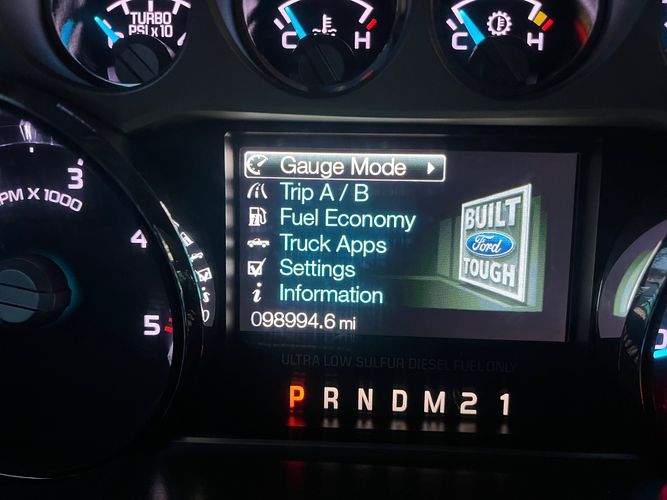 TURBO
PSI x 10
C H
C H
3
PM X 1000
4
5
Gauge Mode
Trip A / B
Fuel Economy
Truck Apps
Settings
Information
098994.6 mi
BUILT
Ford
TOUGH
ULTRA LOW SULFUR DIESEL FUEL ONLY
P R N D M 2 1